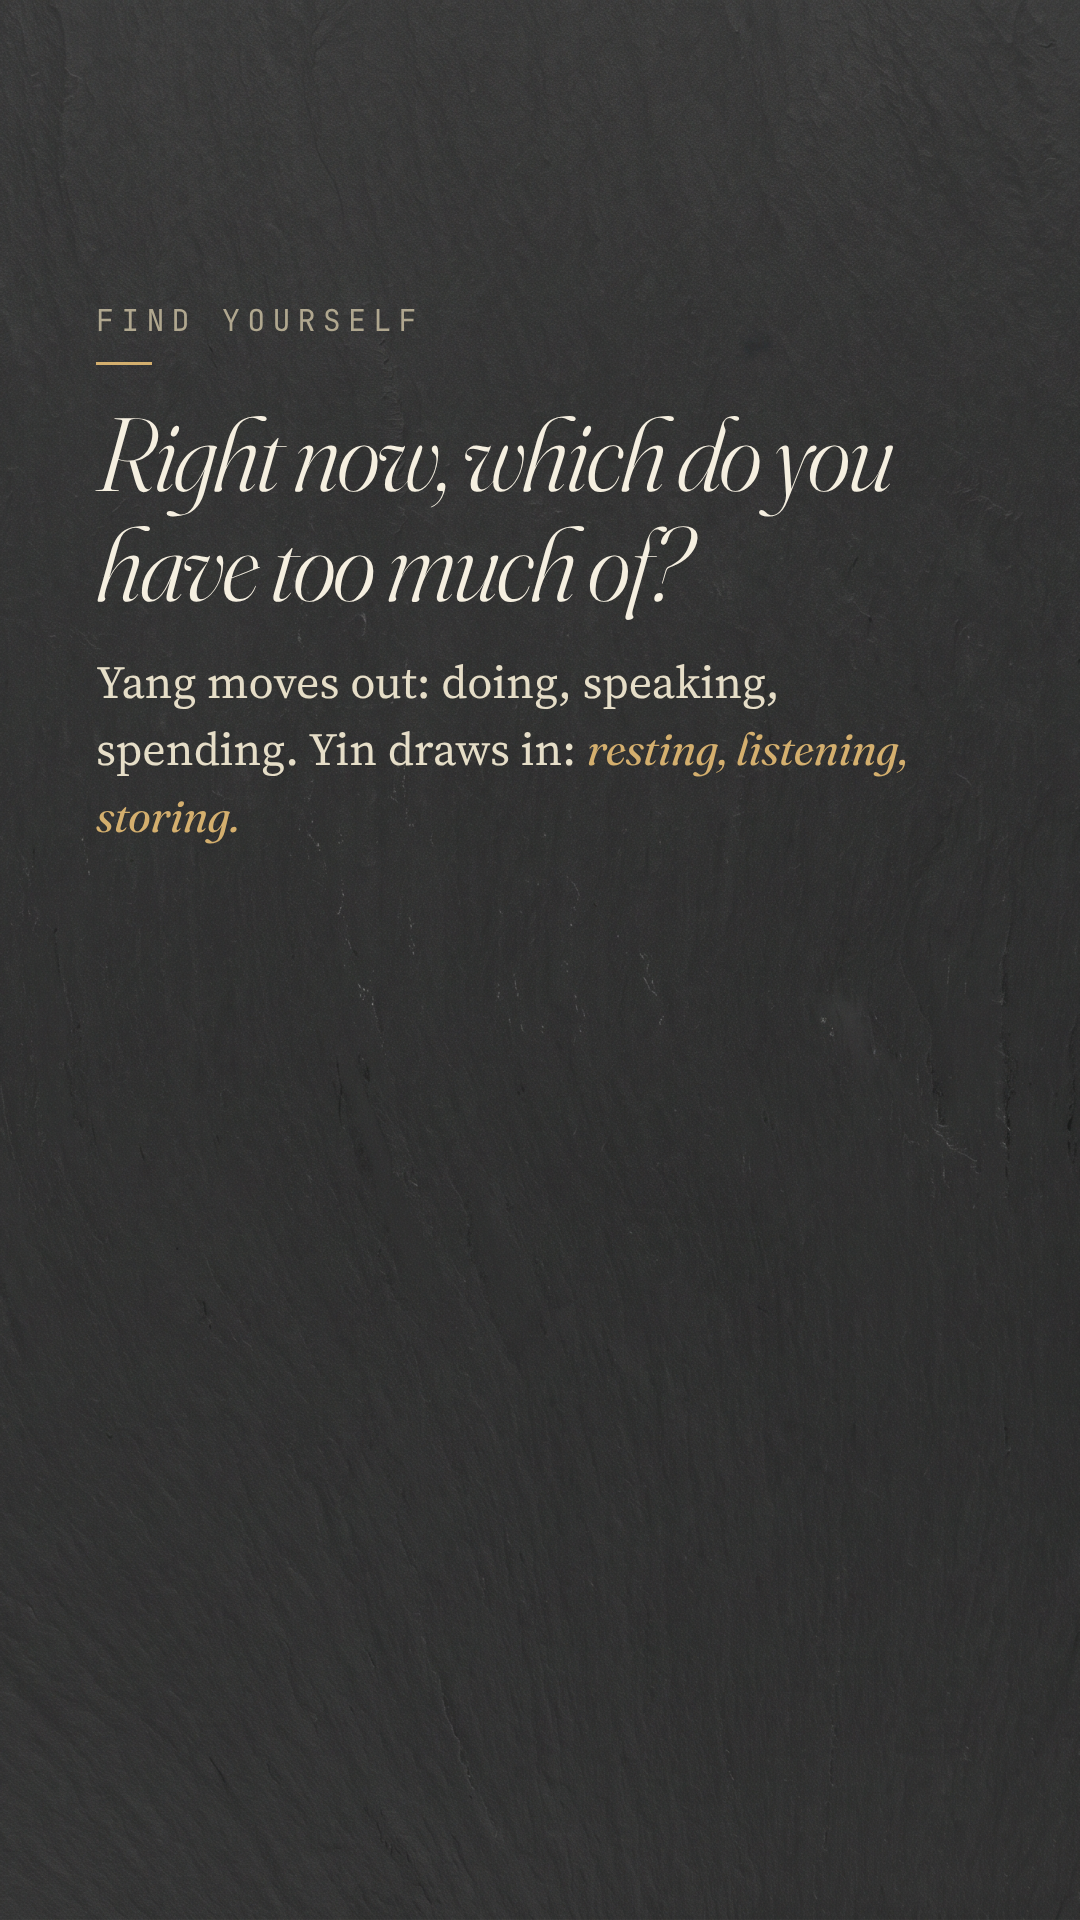 FIND YOURSELF
Right now, which do you
have too much of?
Yang moves out: doing, speaking,
spending. Yin draws in: resting, listening,
storing.